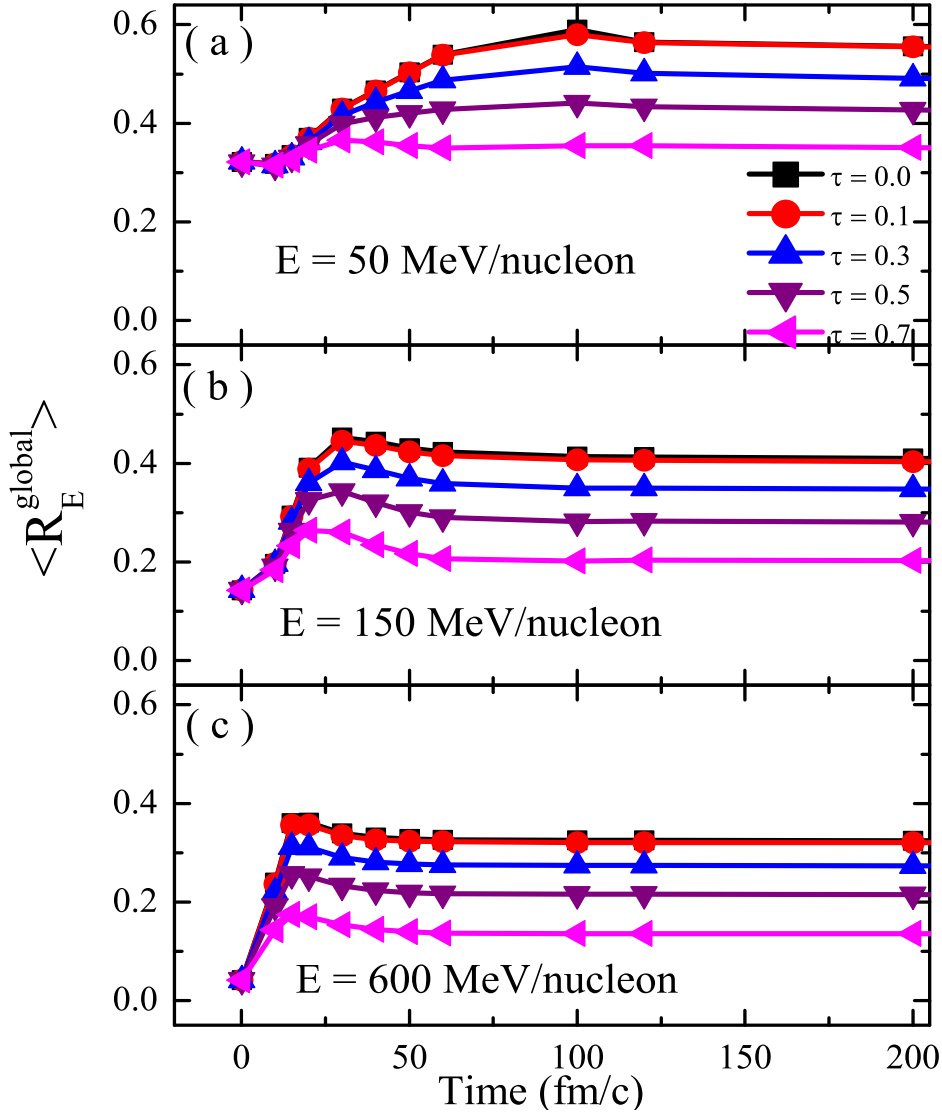 ( a )
0.6
0.4
0.2
0.0
E = 50 MeV/nucleon
τ = 0.0
τ = 0.1
τ = 0.3
τ = 0.5
τ = 0.7
( b )
0.6
0.4
0.2
0.0
E = 150 MeV/nucleon
<R_E^global>
( c )
0.6
0.4
0.2
0.0
E = 600 MeV/nucleon
0 50 100 150 200
Time (fm/c)